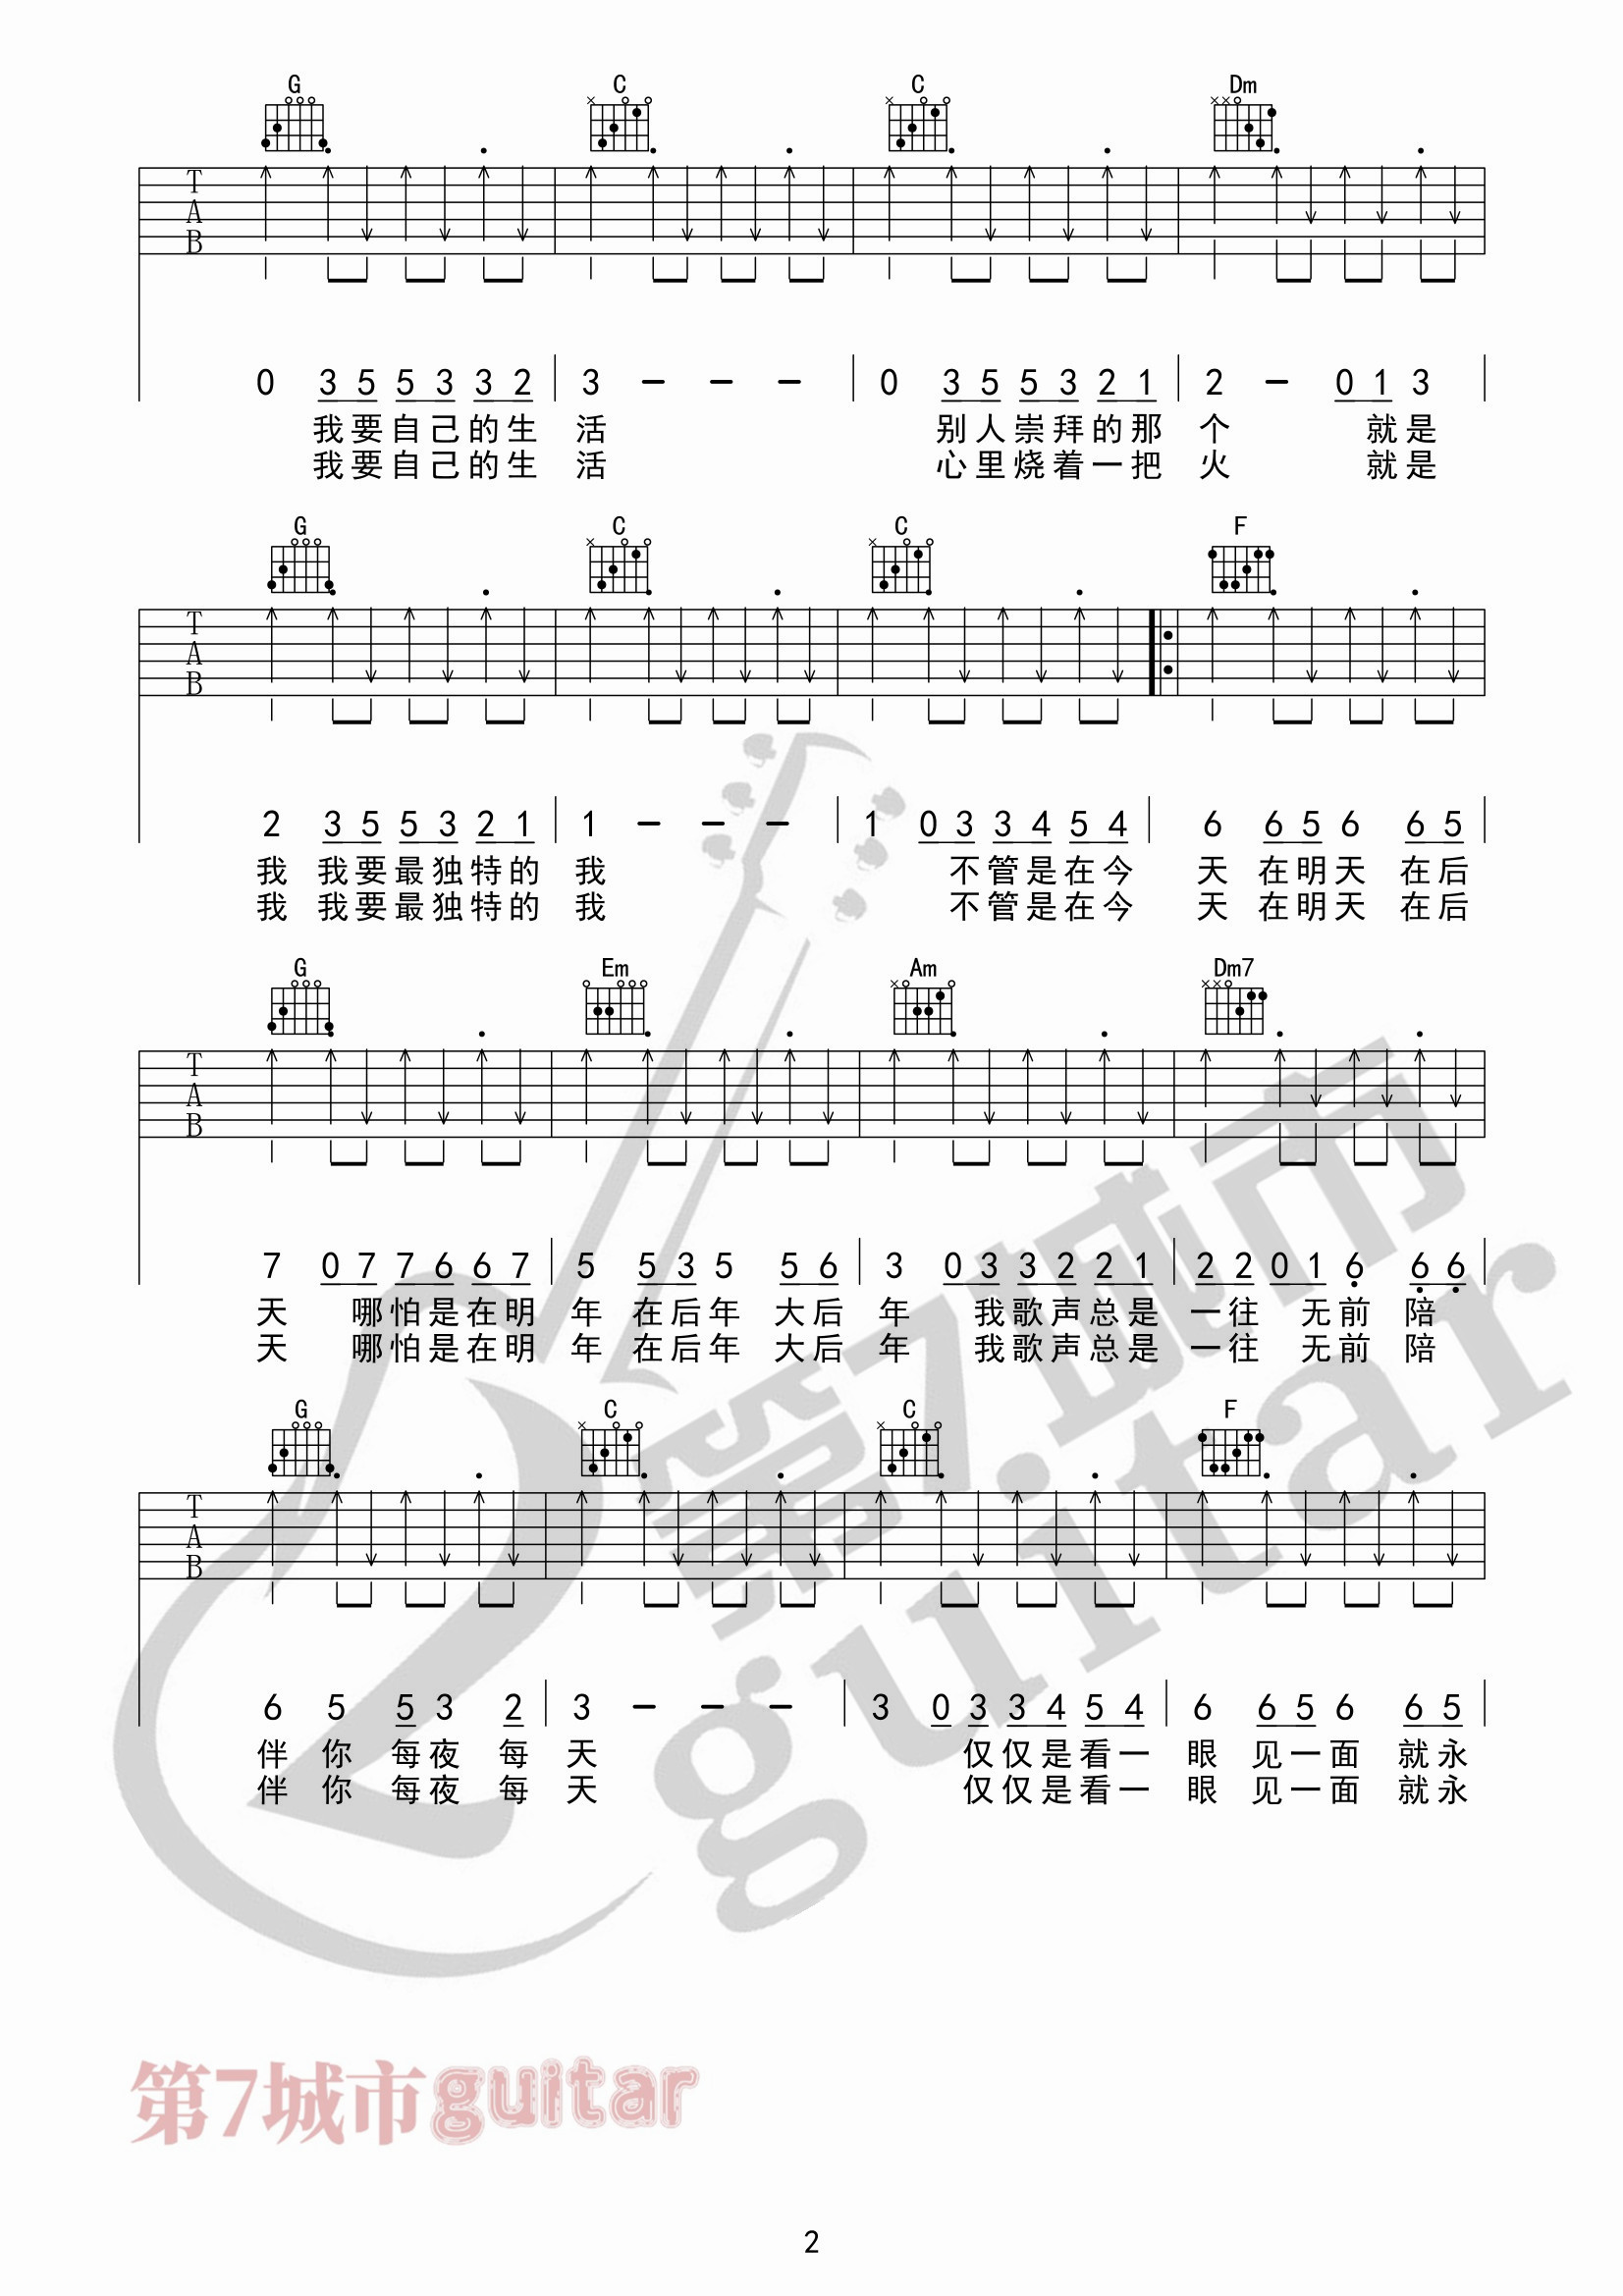 G C C Dm
T
A
B
0 3 5 5 3 3 2 3 - - - 0 3 5 5 3 2 1 2 - 0 1 3
我要自己的生 活 别人崇拜的那 个 就是
我要自己的生 活 心里烧着一把 火 就是
G C C F
T
A
B
2 3 5 5 3 2 1 1 - - - 1 0 3 3 4 5 4 6 6 5 6 6 5
我 我要最独特的 我 不管是在今 天 在明天 在后
我 我要最独特的 我 不管是在今 天 在明天 在后
G Em Am Dm7
T
A
B
7 0 7 7 6 6 7 5 5 3 5 5 6 3 0 3 3 2 2 1 2 2 0 1 6 6 6
天 哪怕是在明 年 在后年 大后 年 我歌声总是 一往 无前 陪
天 哪怕是在明 年 在后年 大后 年 我歌声总是 一往 无前 陪
G C C F
T
A
B
6 5 5 3 2 3 - - - 3 0 3 3 4 5 4 6 6 5 6 6 5
伴 你 每夜 每 天 仅仅是看一 眼 见一面 就永
伴 你 每夜 每 天 仅仅是看一 眼 见一面 就永
第7城市
guitar
第7城市guitar
2